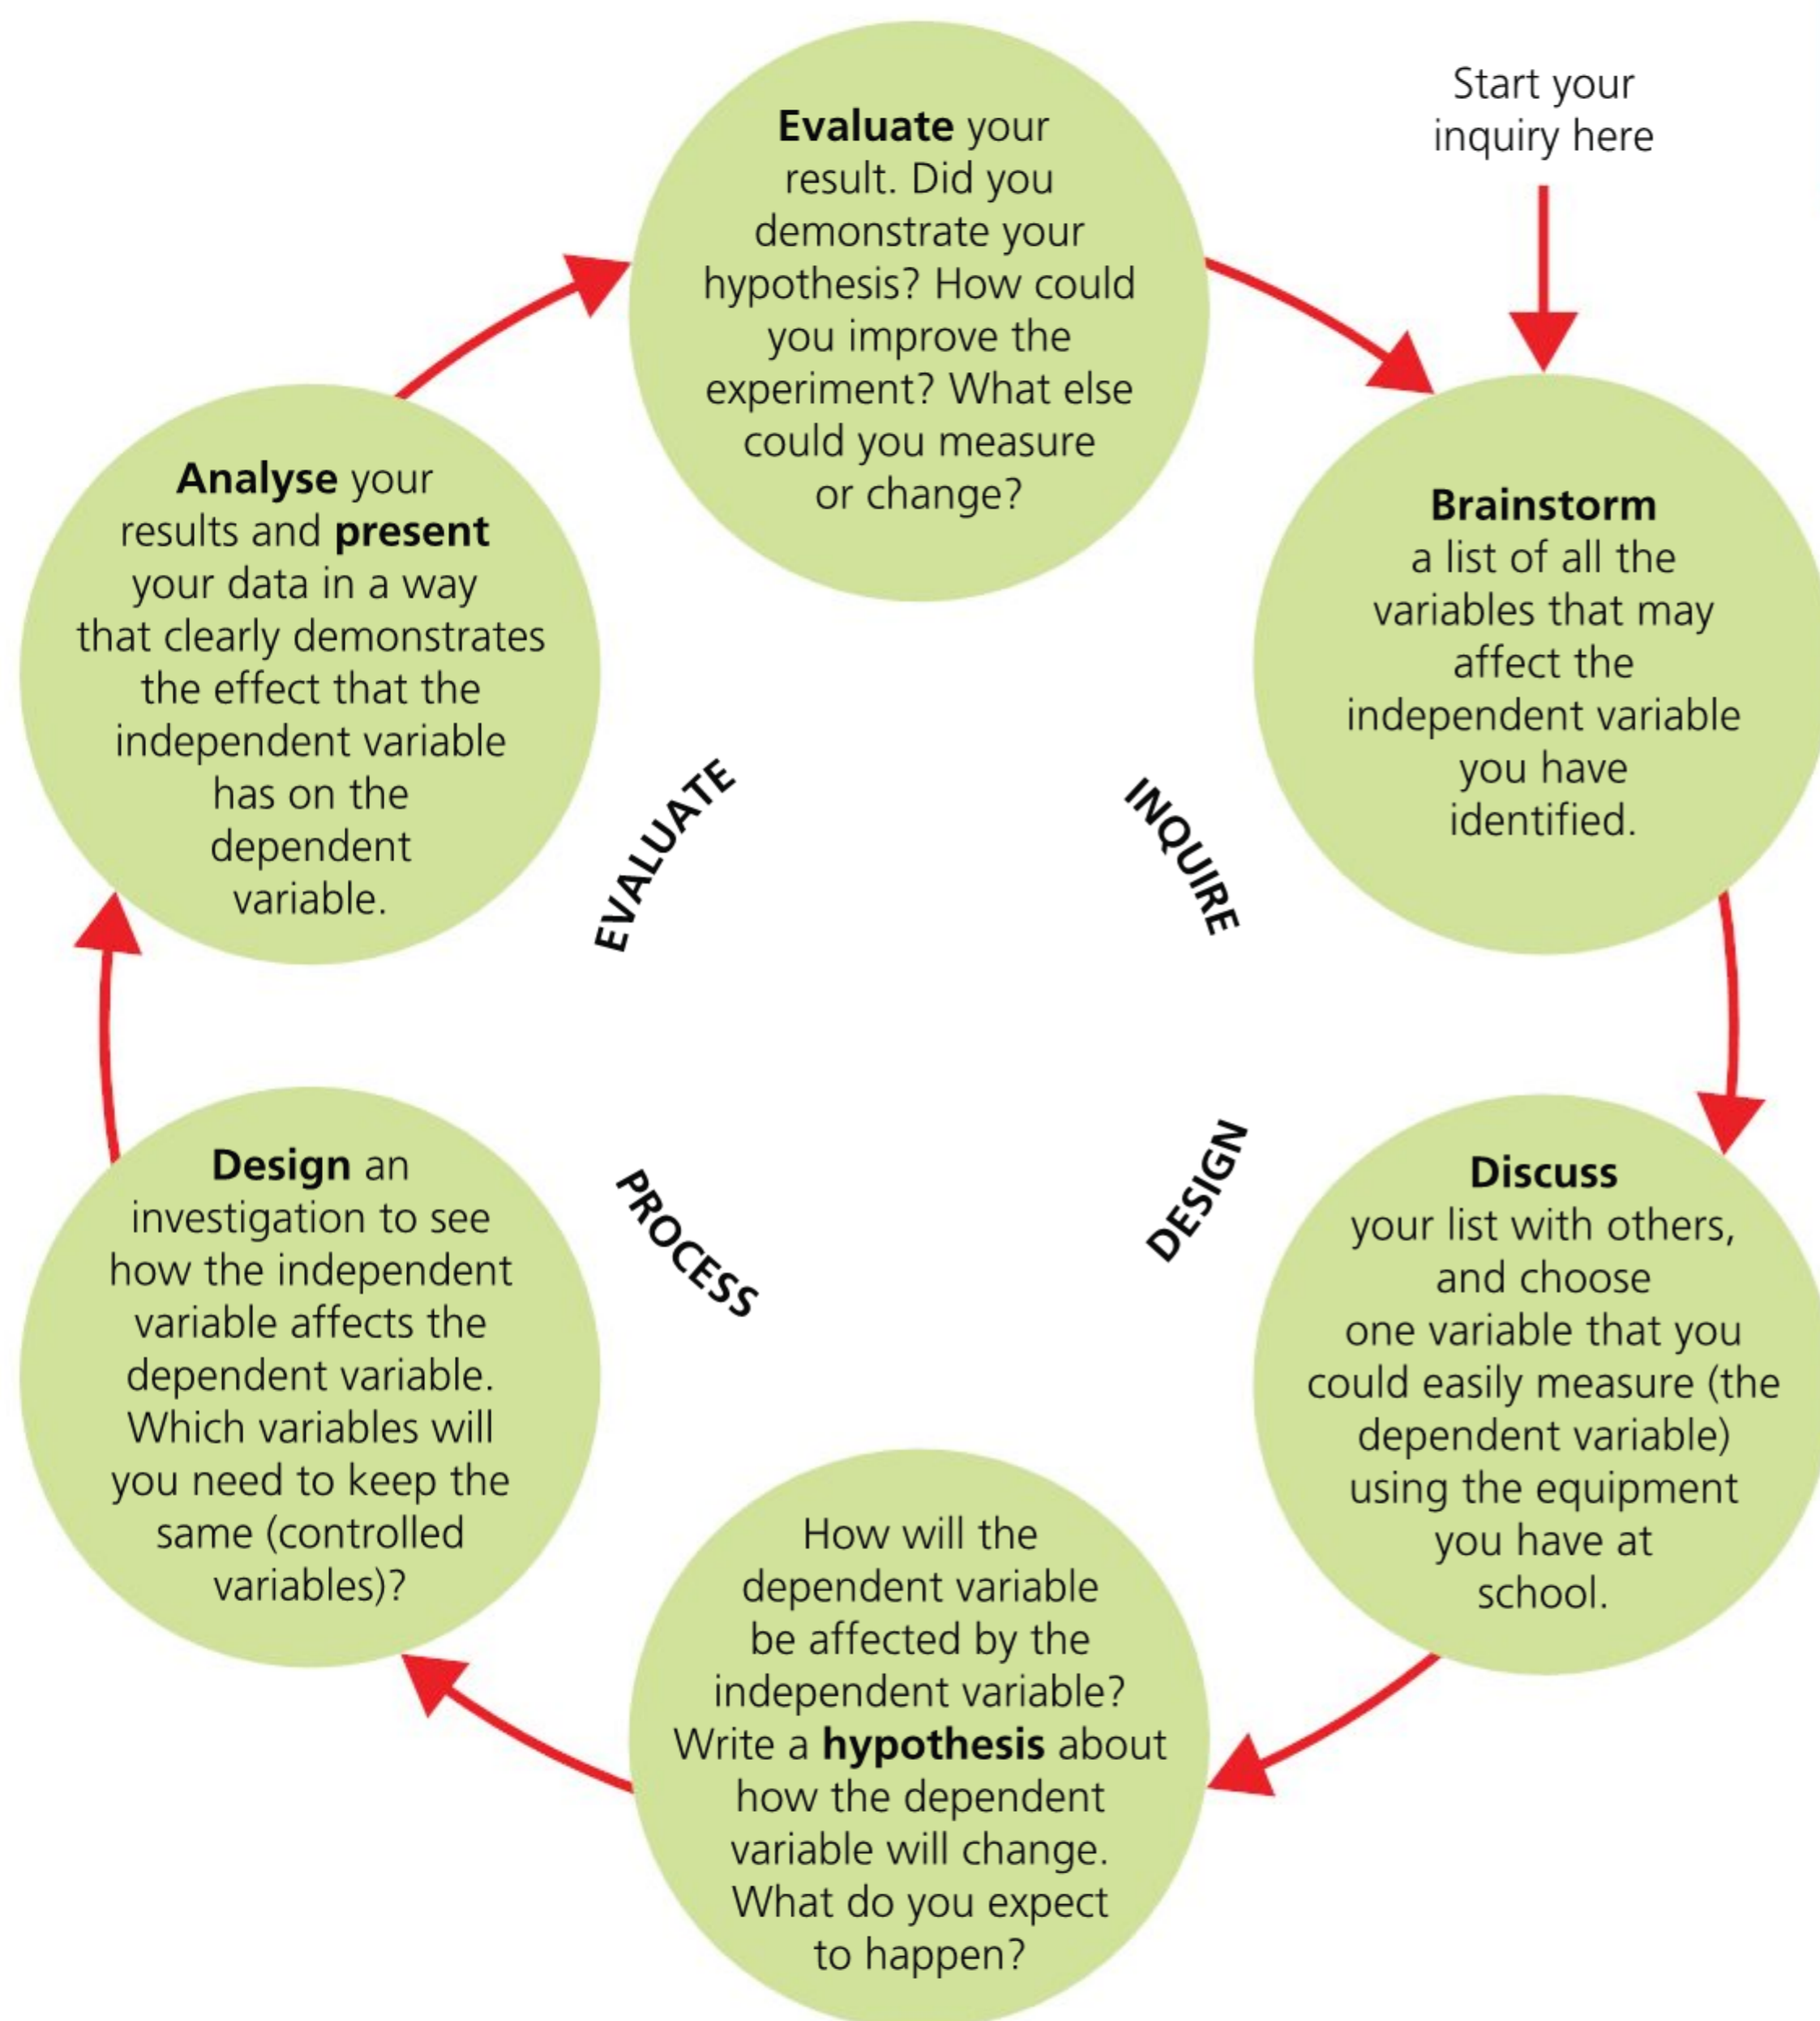 Start your
inquiry here
Brainstorm
a list of all the
variables that may
affect the
independent variable
you have
identified.
Discuss
your list with others,
and choose
one variable that you
could easily measure (the
dependent variable)
using the equipment
you have at
school.
How will the
dependent variable
be affected by the
independent variable?
Write a hypothesis about
how the dependent
variable will change.
What do you expect
to happen?
Design an
investigation to see
how the independent
variable affects the
dependent variable.
Which variables will
you need to keep the
same (controlled
variables)?
Analyse your
results and present
your data in a way
that clearly demonstrates
the effect that the
independent variable
has on the
dependent
variable.
Evaluate your
result. Did you
demonstrate your
hypothesis? How could
you improve the
experiment? What else
could you measure
or change?
INQUIRE
DESIGN
PROCESS
EVALUATE